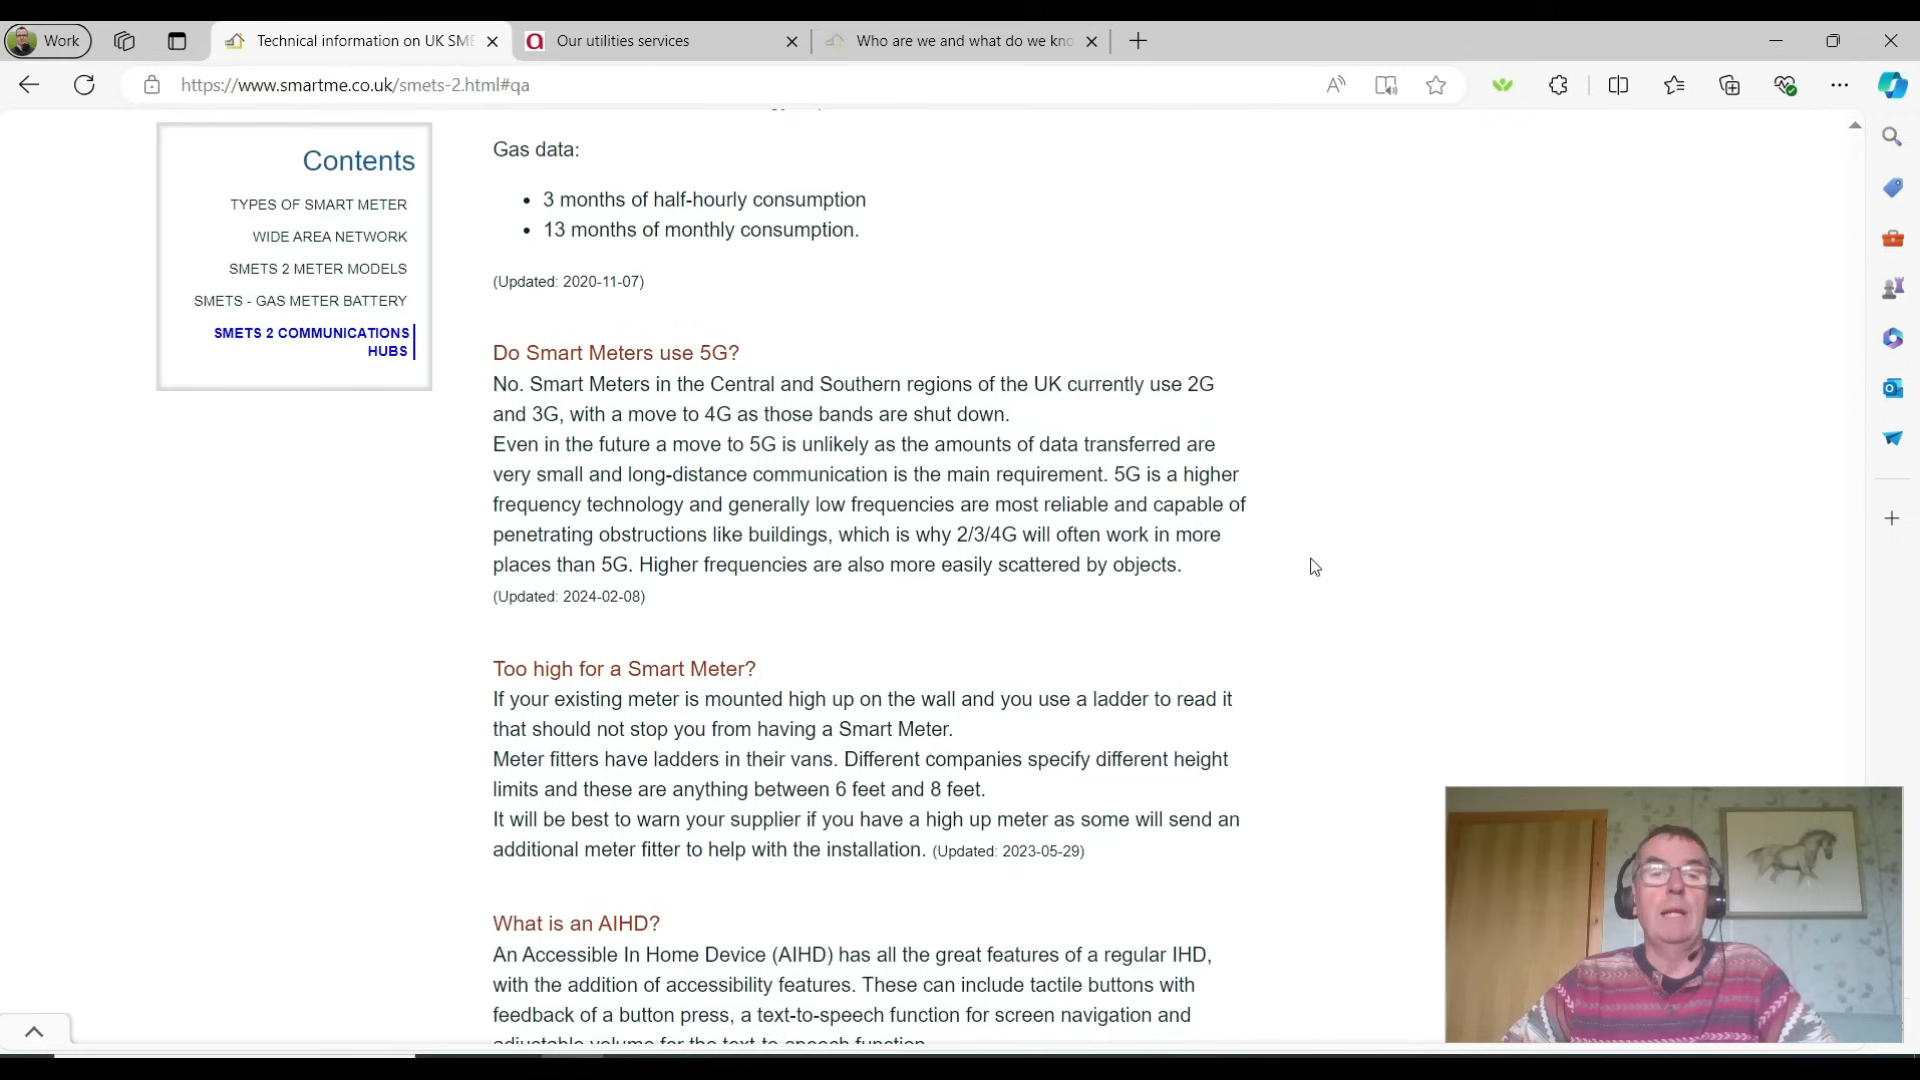 Work
Technical information on UK SME
Our utilities services
Who are we and what do we kno
https://www.smartme.co.uk/smets-2.html#qa
Contents
TYPES OF SMART METER
WIDE AREA NETWORK
SMETS 2 METER MODELS
SMETS - GAS METER BATTERY
SMETS 2 COMMUNICATIONS
HUBS
Gas data:
• 3 months of half-hourly consumption
• 13 months of monthly consumption.
(Updated: 2020-11-07)
Do Smart Meters use 5G?
No. Smart Meters in the Central and Southern regions of the UK currently use 2G
and 3G, with a move to 4G as those bands are shut down.
Even in the future a move to 5G is unlikely as the amounts of data transferred are
very small and long-distance communication is the main requirement. 5G is a higher
frequency technology and generally low frequencies are most reliable and capable of
penetrating obstructions like buildings, which is why 2/3/4G will often work in more
places than 5G. Higher frequencies are also more easily scattered by objects.
(Updated: 2024-02-08)
Too high for a Smart Meter?
If your existing meter is mounted high up on the wall and you use a ladder to read it
that should not stop you from having a Smart Meter.
Meter fitters have ladders in their vans. Different companies specify different height
limits and these are anything between 6 feet and 8 feet.
It will be best to warn your supplier if you have a high up meter as some will send an
additional meter fitter to help with the installation. (Updated: 2023-05-29)
What is an AIHD?
An Accessible In Home Device (AIHD) has all the great features of a regular IHD,
with the addition of accessibility features. These can include tactile buttons with
feedback of a button press, a text-to-speech function for screen navigation and
adjustable volume for the text-to-speech function.